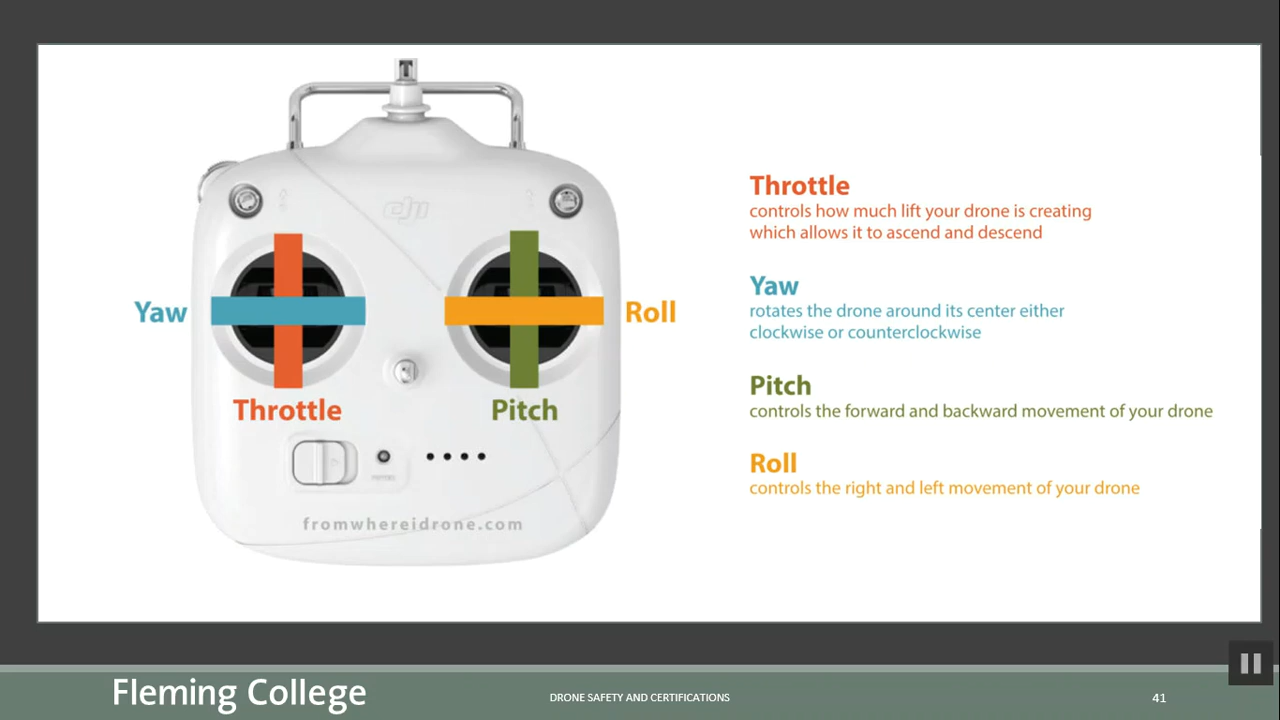 dji
Yaw
Roll
Throttle
Pitch
fromwhereidrone.com
Throttle
controls how much lift your drone is creating
which allows it to ascend and descend
Yaw
rotates the drone around its center either
clockwise or counterclockwise
Pitch
controls the forward and backward movement of your drone
Roll
controls the right and left movement of your drone
Fleming College
DRONE SAFETY AND CERTIFICATIONS
41